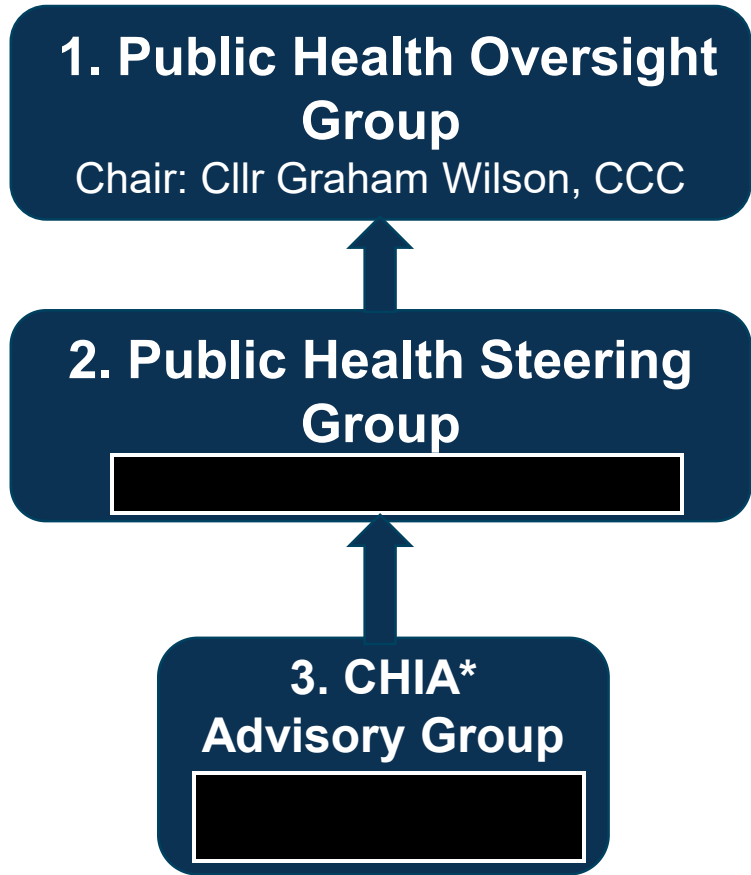 1. Public Health Oversight
Group
Chair: Cllr Graham Wilson, CCC
2. Public Health Steering
Group
3. CHIA*
Advisory Group